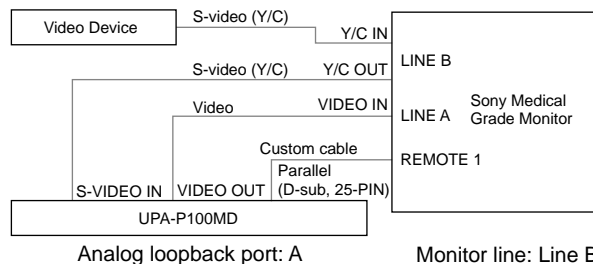 S-video (Y/C)
Video Device
Y/C IN
LINE B
S-video (Y/C)
Y/C OUT
Video
VIDEO IN
LINE A
Sony Medical
Grade Monitor
Custom cable
REMOTE 1
Parallel
(D-sub, 25-PIN)
S-VIDEO IN
VIDEO OUT
UPA-P100MD
Analog loopback port: A
Monitor line: Line B